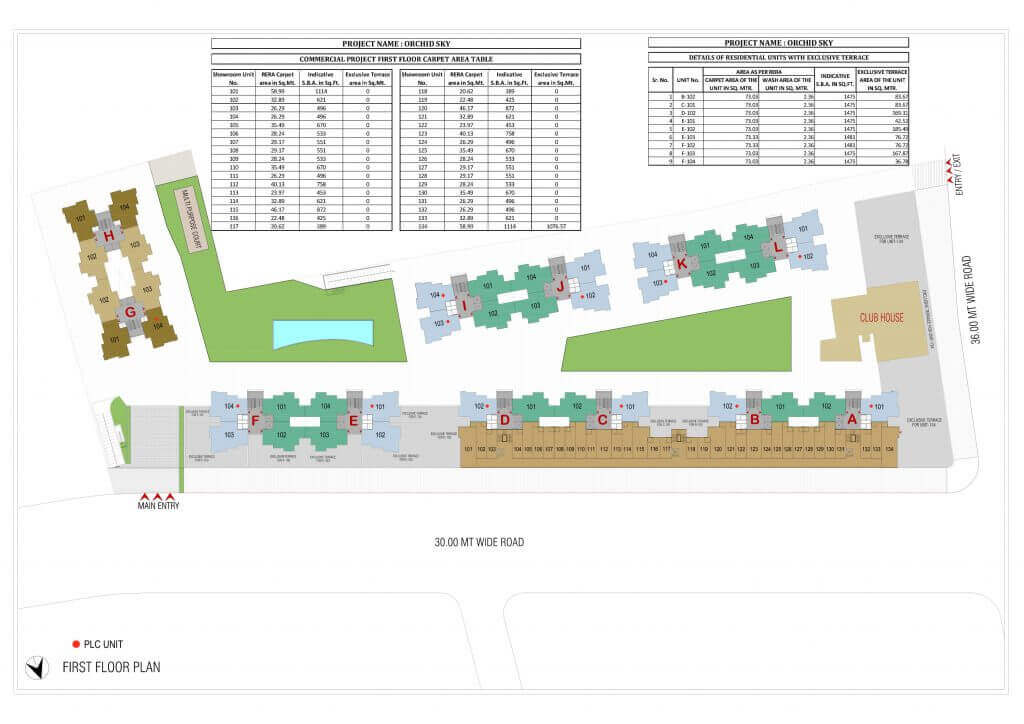 PROJECT NAME : ORCHID SKY
COMMERCIAL PROJECT FIRST FLOOR CARPET AREA TABLE
Showroom Unit No. RERA Carpet area in Sq.Mt. Indicative S.B.A. in Sq.Ft. Exclusive Terrace area in Sq.Mt.
101 58.99 1114 0
102 32.89 621 0
103 26.29 496 0
104 26.29 496 0
105 35.49 670 0
106 28.24 533 0
107 29.17 551 0
108 29.17 551 0
109 28.24 533 0
110 35.49 670 0
111 26.29 496 0
112 40.13 758 0
113 23.97 453 0
114 32.89 621 0
115 46.17 872 0
116 22.48 425 0
117 20.62 389 0
Showroom Unit No. RERA Carpet area in Sq.Mt. Indicative S.B.A. in Sq.Ft. Exclusive Terrace area in Sq.Mt.
118 20.62 389 0
119 22.48 425 0
120 46.17 872 0
121 32.89 621 0
122 23.97 453 0
123 40.13 758 0
124 26.29 496 0
125 35.49 670 0
126 28.24 533 0
127 29.17 551 0
128 29.17 551 0
129 28.24 533 0
130 35.49 670 0
131 26.29 496 0
132 26.29 496 0
133 32.89 621 0
134 58.99 1114 1076.57
PROJECT NAME : ORCHID SKY
DETAILS OF RESIDENTIAL UNITS WITH EXCLUSIVE TERRACE
Sr. No. UNIT No. AREA AS PER RERA INDICATIVE S.B.A. IN SQ.FT. EXCLUSIVE TERRACE AREA OF THE UNIT IN SQ. MTR.
CARPET AREA OF THE UNIT IN SQ. MTR. WASH AREA OF THE UNIT IN SQ. MTR.
1 B-102 73.03 2.36 1475 83.67
2 C-101 73.03 2.36 1475 83.67
3 D-102 73.03 2.36 1475 369.31
4 E-101 73.03 2.36 1475 42.53
5 E-102 73.03 2.36 1475 185.49
6 E-103 73.33 2.36 1481 76.72
7 F-102 73.33 2.36 1481 76.72
8 F-103 73.03 2.36 1475 167.87
9 F-104 73.03 2.36 1475 36.78
ENTRY / EXIT
MULTI PURPOSE COURT
101 104
H
102 103
102 103
G
101 104
104 101 104 101
I J
103 102 103 102
104 101 104 101
K L
103 102 103 102
EXCLUSIVE TERRACE
FOR UNIT-134
CLUB HOUSE
36.00 MT WIDE ROAD
104 101 104 101
F E
103 102 103 102
102 101 102 101
D C
102 101 102 101
B A
EXCLUSIVE TERRACE
FOR UNIT-134
101 102 103 104 105 106 107 108 109 110 111 112 113 114 115 116 117 118 119 120 121 122 123 124 125 126 127 128 129 130 131 132 133 134
MAIN ENTRY
30.00 MT WIDE ROAD
PLC UNIT
FIRST FLOOR PLAN